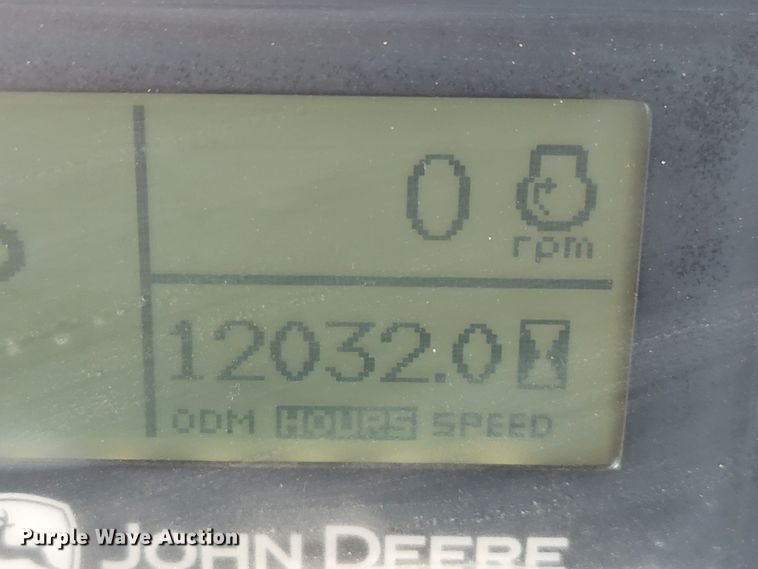 0
rpm
12032.0
ODM HOURS SPEED
JOHN DEERE
Purple Wave Auction